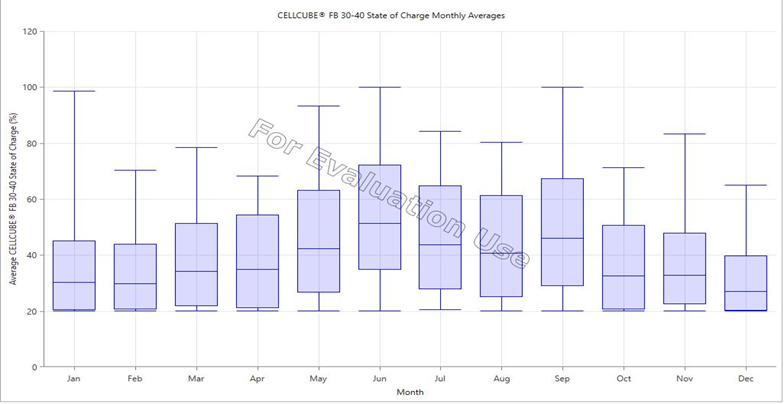 CELLCUBE® FB 30-40 State of Charge Monthly Averages
Average CELLCUBE® FB 30-40 State of Charge (%)
120
100
80
60
40
20
0
For Evaluation Use
Jan Feb Mar Apr May Jun Jul Aug Sep Oct Nov Dec
Month